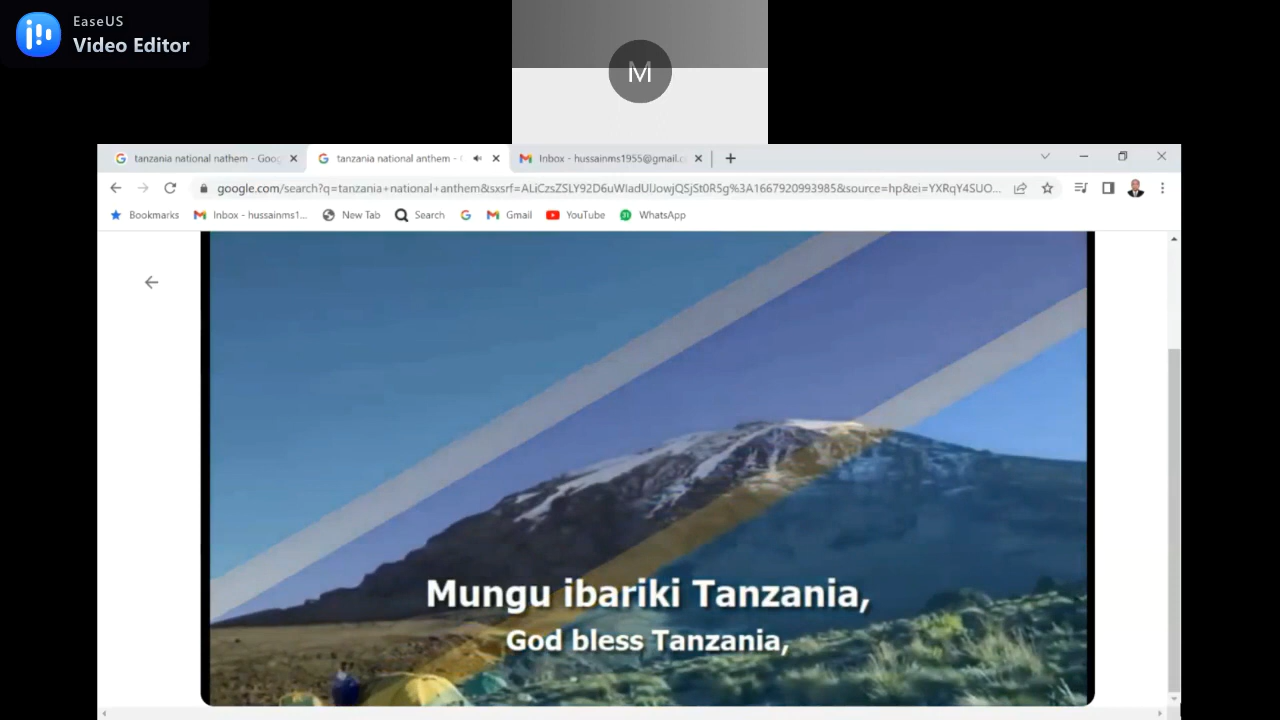 EaseUS
Video Editor
M
tanzania national nathem - Goog
tanzania national anthem - G
Inbox - hussainms1955@gmail.c
google.com/search?q=tanzania+national+anthem&sxsrf=ALiCzsZSLY92D6uWIadUIJowjQSjSt0R5g%3A1667920993985&source=hp&ei=YXRqY4SUO...
Bookmarks
Inbox - hussainms1...
New Tab
Search
Gmail
YouTube
WhatsApp
Mungu ibariki Tanzania,
God bless Tanzania,